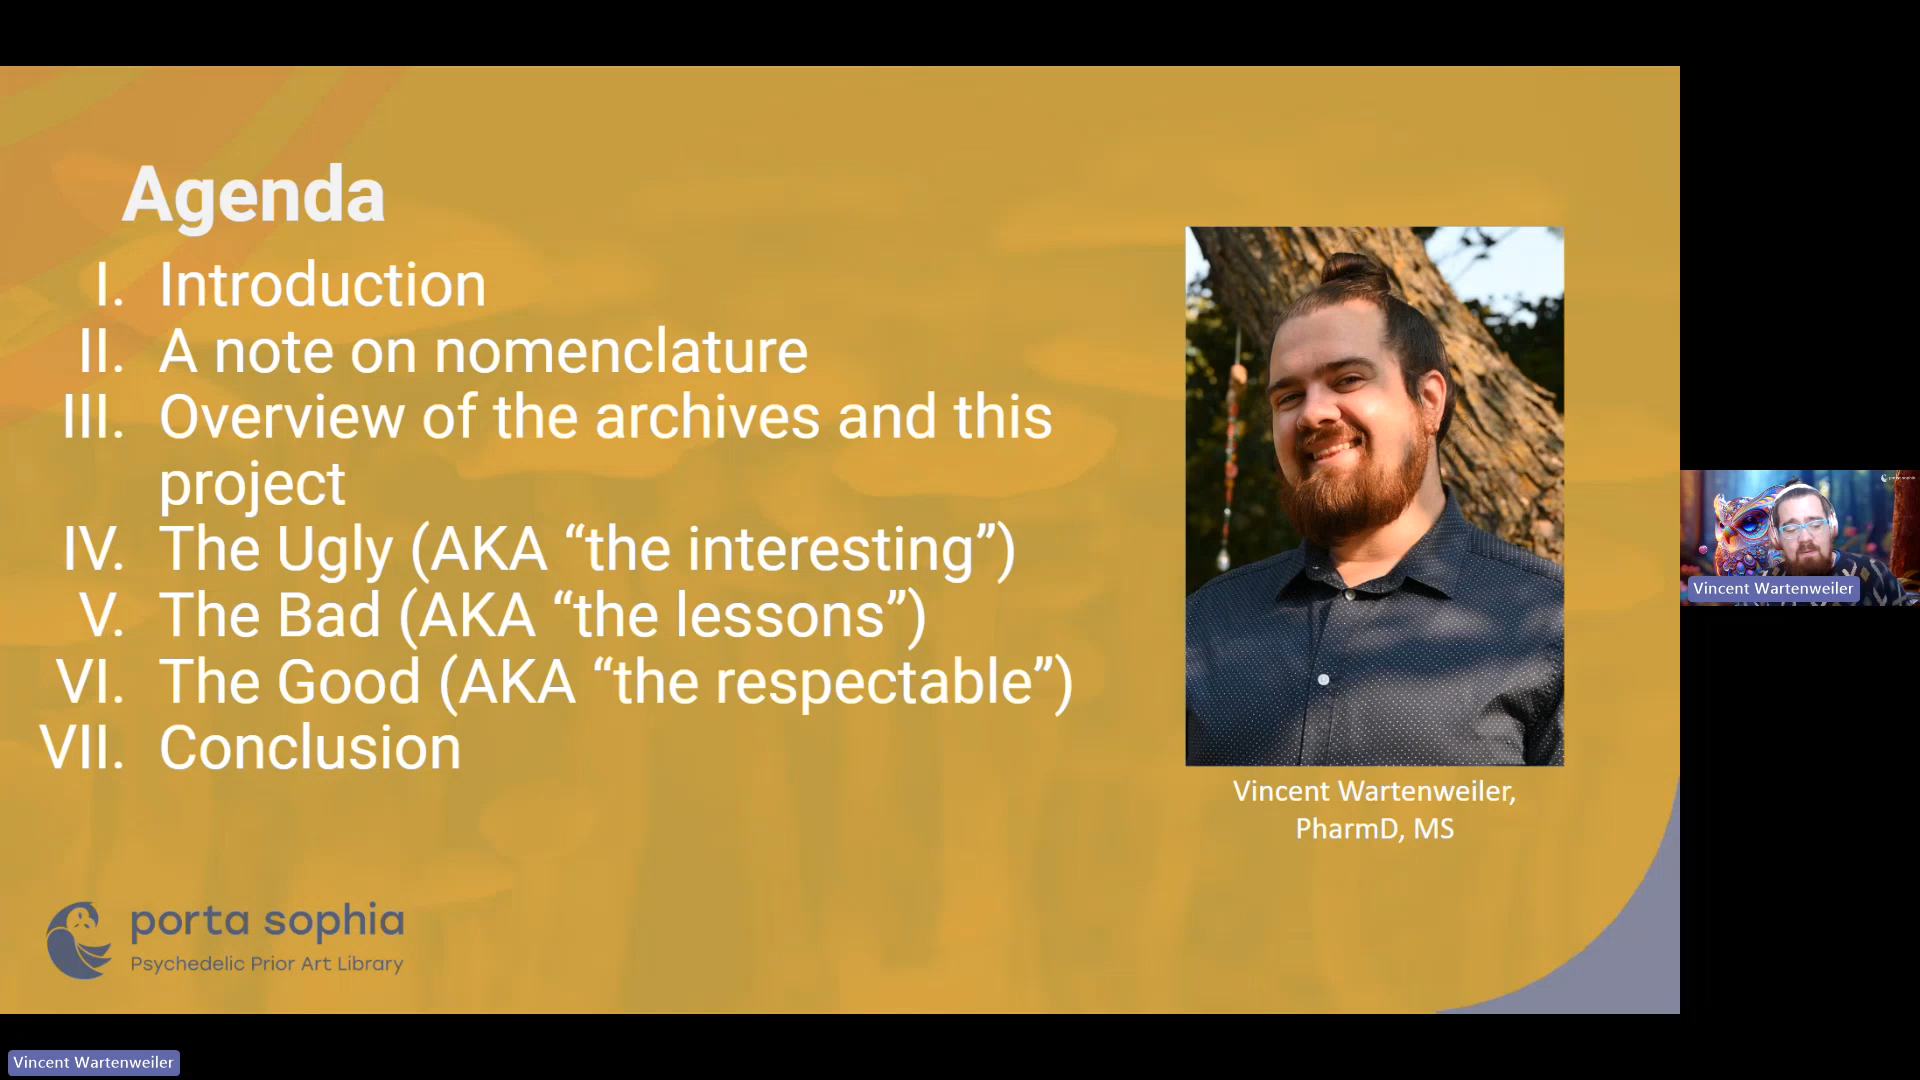 Agenda
I. Introduction
II. A note on nomenclature
III. Overview of the archives and this
project
IV. The Ugly (AKA “the interesting”)
V. The Bad (AKA “the lessons”)
VI. The Good (AKA “the respectable”)
VII. Conclusion
Vincent Wartenweiler,
PharmD, MS
porta sophia
Psychedelic Prior Art Library
porta sophia
Vincent Wartenweiler
Vincent Wartenweiler